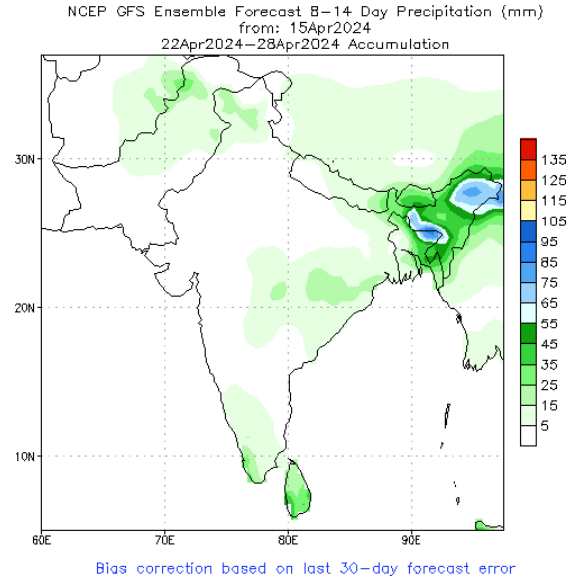 NCEP GFS Ensemble Forecast 8-14 Day Precipitation (mm)
from: 15Apr2024
22Apr2024-28Apr2024 Accumulation
30N
20N
10N
60E
70E
80E
90E
135
125
115
105
95
85
75
65
55
45
35
25
15
5
Bias correction based on last 30-day forecast error